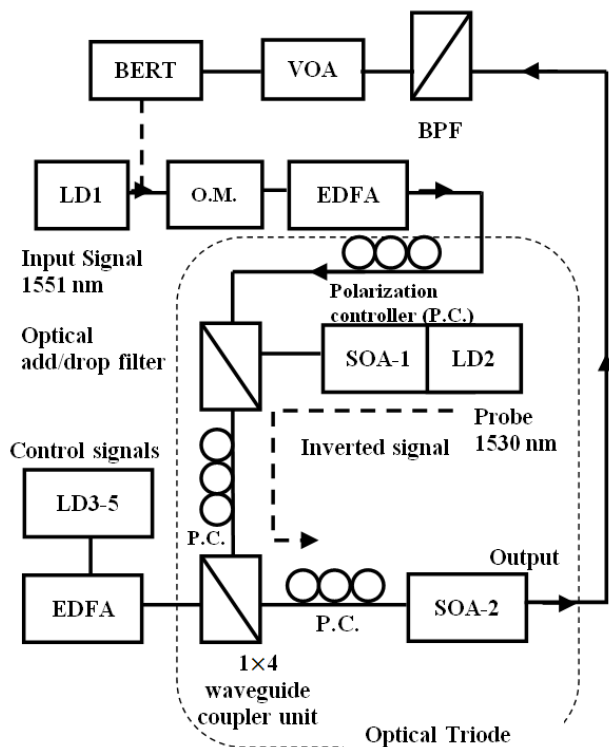 BERT
VOA
BPF
LD1
O.M.
EDFA
Input Signal
1551 nm
Polarization
controller (P.C.)
Optical
add/drop filter
SOA-1
LD2
Probe
1530 nm
Inverted signal
Control signals
LD3-5
P.C.
EDFA
P.C.
SOA-2
Output
1×4
waveguide
coupler unit
Optical Triode